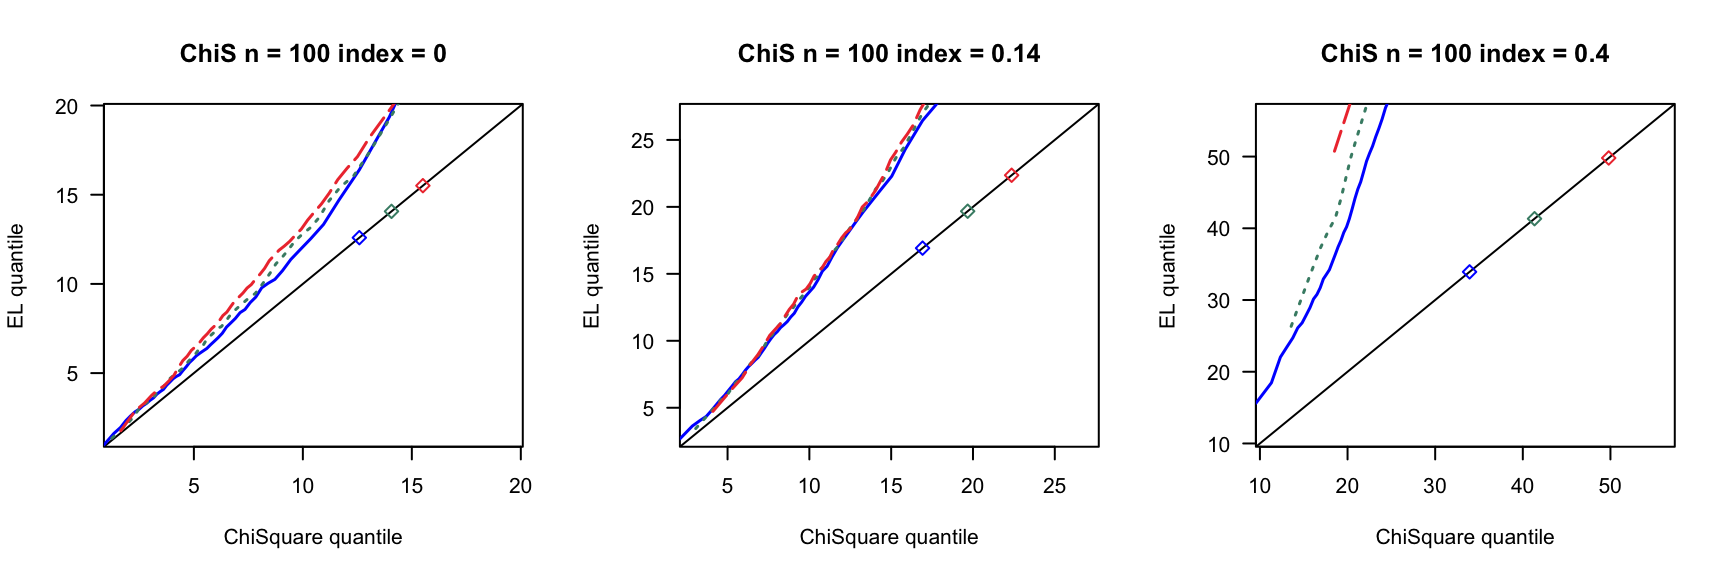 ChiS n = 100 index = 0
20
15
10
5
EL quantile
5 10 15 20
ChiSquare quantile
ChiS n = 100 index = 0.14
25
20
15
10
5
EL quantile
5 10 15 20 25
ChiSquare quantile
ChiS n = 100 index = 0.4
50
40
30
20
10
EL quantile
10 20 30 40 50
ChiSquare quantile